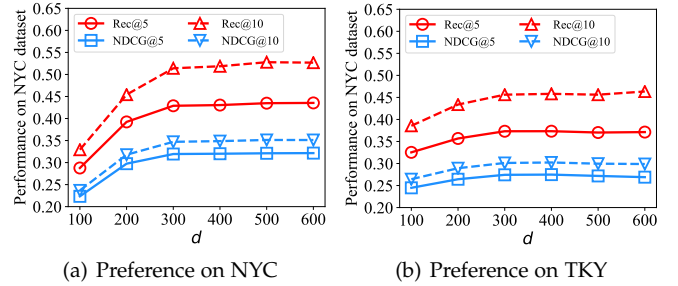 Performance on NYC dataset
0.65
0.60
0.55
0.50
0.45
0.40
0.35
0.30
0.25
0.20
Rec@5
Rec@10
NDCG@5
NDCG@10
100 200 300 400 500 600
d
(a) Preference on NYC
Performance on NYC dataset
0.65
0.60
0.55
0.50
0.45
0.40
0.35
0.30
0.25
0.20
Rec@5
Rec@10
NDCG@5
NDCG@10
100 200 300 400 500 600
d
(b) Preference on TKY